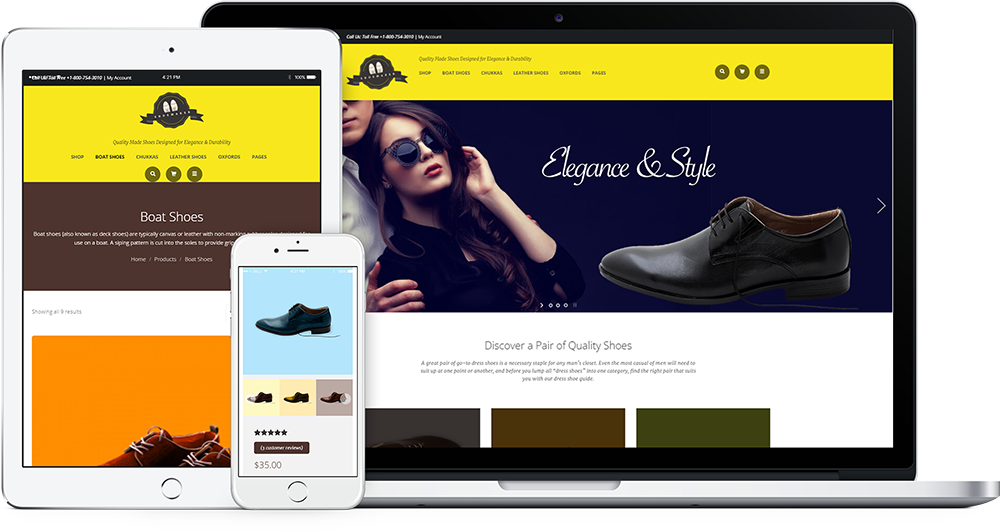 Call Us: Toll Free +1-800-754-3010 | My Account
Quality Made Shoes Designed for Elegance & Durability
SHOP BOAT SHOES CHUKKAS LEATHER SHOES OXFORDS PAGES
Elegance & Style
Discover a Pair of Quality Shoes
A great pair of go-to dress shoes is a necessary staple for any man's closet. Even the most casual of men will need to
suit up at one point or another, and before you lump all "dress shoes" into one category, find the right pair that suits
you with our dress shoe guide.
Call Us: Toll Free +1-800-754-3010 | My Account
4:21 PM
100%
SHOEMAKER
Quality Made Shoes Designed for Elegance & Durability
SHOP BOAT SHOES CHUKKAS LEATHER SHOES OXFORDS PAGES
Boat Shoes
Boat shoes (also known as deck shoes) are typically canvas or leather with non-marking
use on a boat. A siping pattern is cut into the soles to provide grip
Home / Products / Boat Shoes
Showing all 9 results
(3 customer reviews)
$35.00